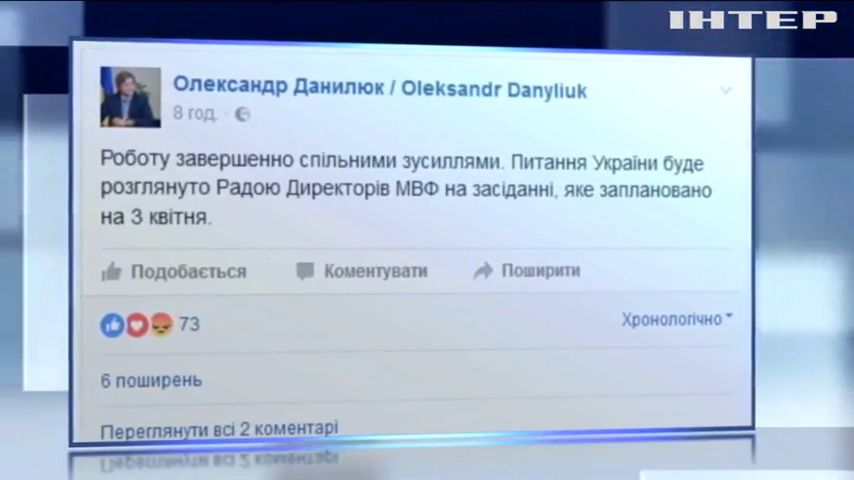 ІНТЕР
Олександр Данилюк / Oleksandr Danyliuk
8 год.
Роботу завершенно спільними зусиллями. Питання України буде
розглянуто Радою Директорів МВФ на засіданні, яке заплановано
на 3 квітня.
Подобається Коментувати Поширити
73 Хронологічно
6 поширень
Переглянути всі 2 коментарі